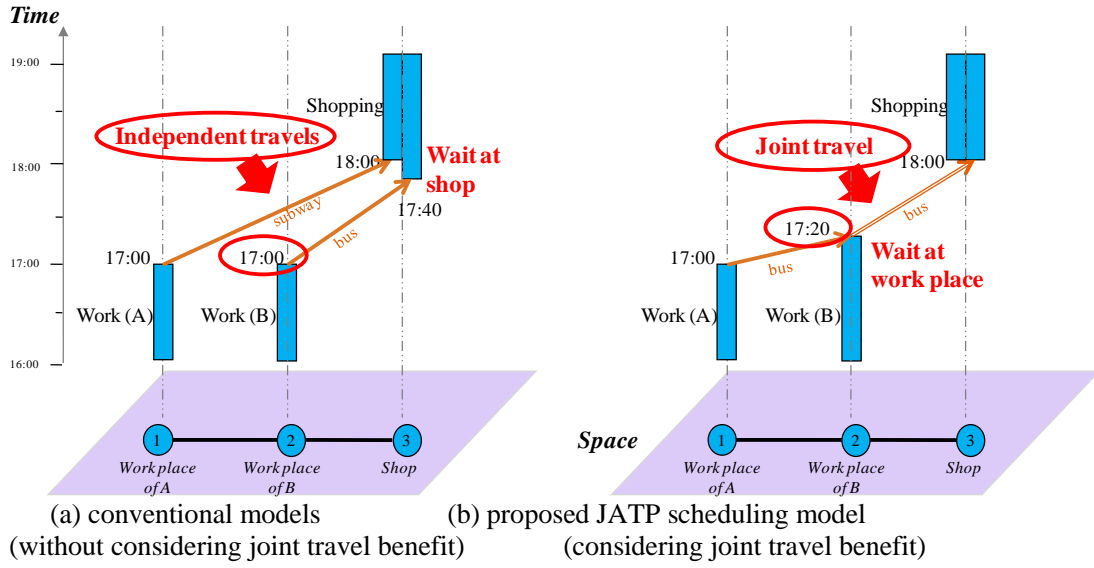 Time
19:00
18:00
17:00
16:00
Shopping
Independent travels
18:00
Wait at
shop
17:40
subway
bus
17:00
17:00
Work (A)
Work (B)
1
2
3
Work place
of A
Work place
of B
Shop
Shopping
Joint travel
18:00
bus
17:20
17:00
bus
Wait at
work place
Work (A)
Work (B)
Space
1
2
3
Work place
of A
Work place
of B
Shop
(a) conventional models
(without considering joint travel benefit)
(b) proposed JATP scheduling model
(considering joint travel benefit)